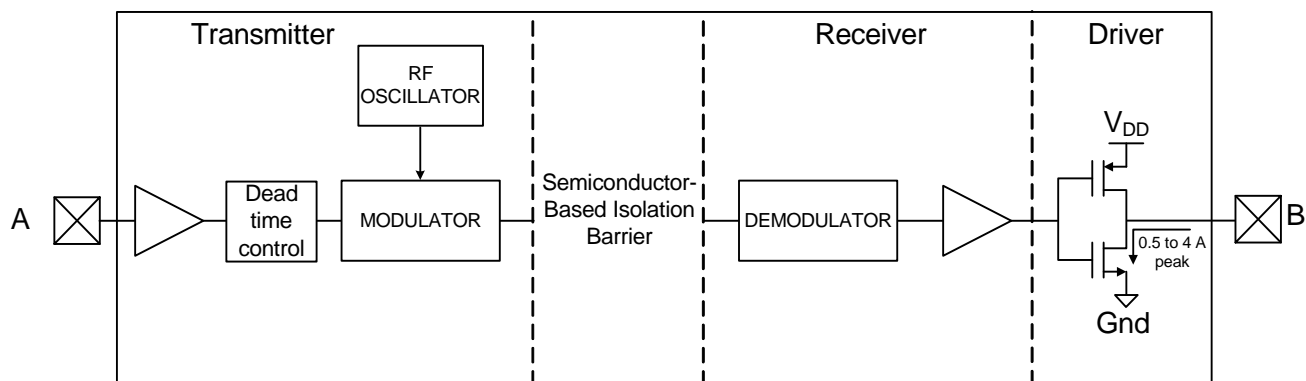 Transmitter
Receiver
Driver
RF
OSCILLATOR
V_DD
A
Dead
time
control
MODULATOR
Semiconductor-
Based Isolation
Barrier
DEMODULATOR
B
0.5 to 4 A
peak
Gnd